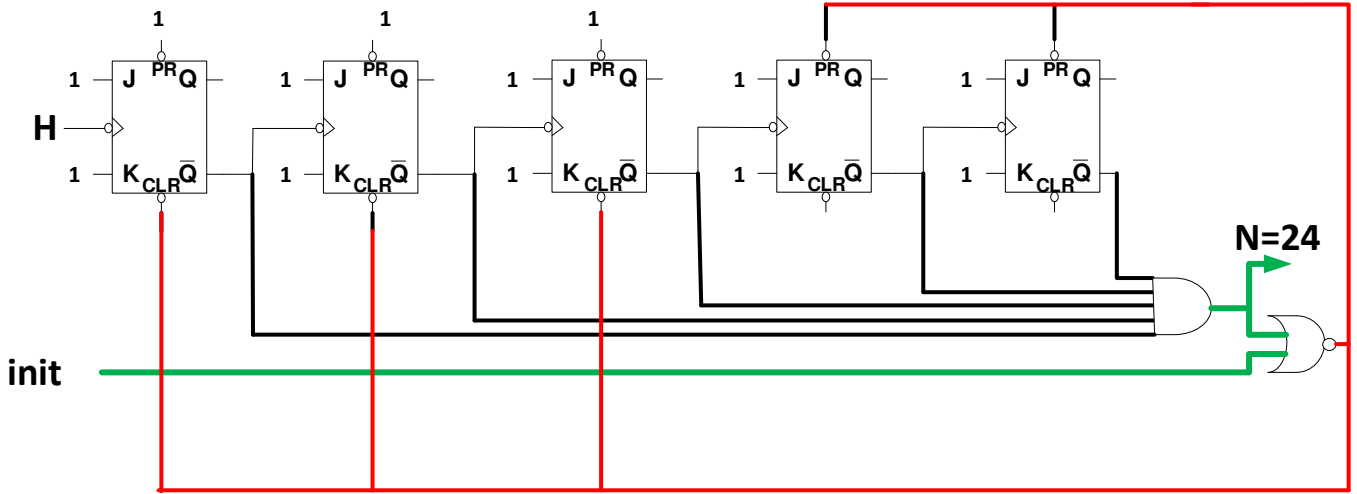 1 1 1
PR PR PR PR PR
1 J Q 1 J Q 1 J Q 1 J Q 1 J Q
H
1 K CLR Q̅ 1 K CLR Q̅ 1 K CLR Q̅ 1 K CLR Q̅ 1 K CLR Q̅
N=24
init